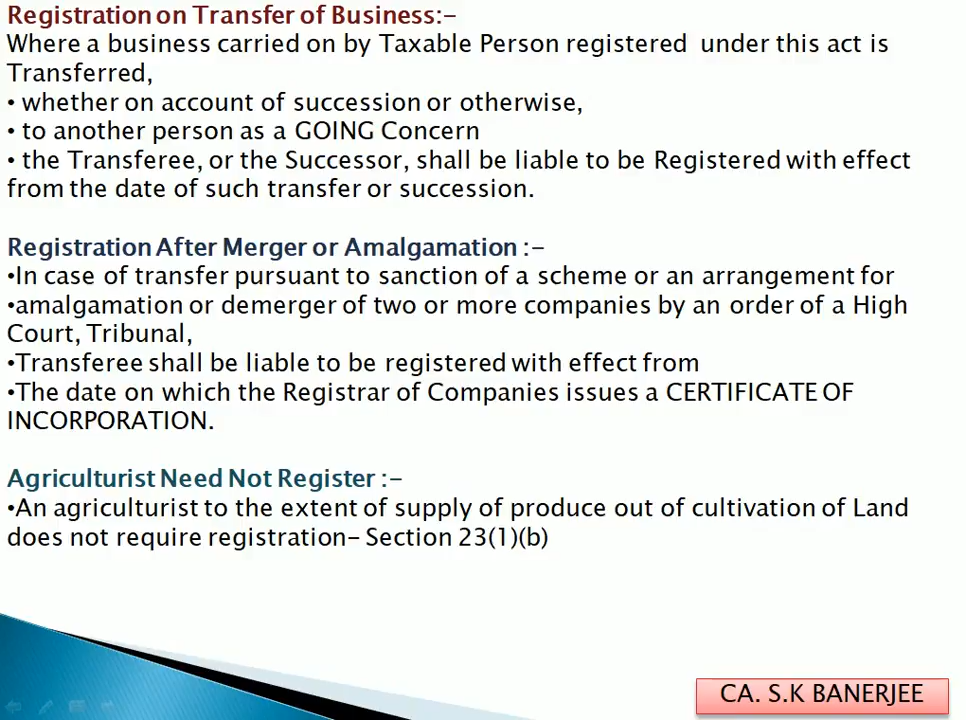 Registration on Transfer of Business:-
Where a business carried on by Taxable Person registered under this act is
Transferred,
• whether on account of succession or otherwise,
• to another person as a GOING Concern
• the Transferee, or the Successor, shall be liable to be Registered with effect
from the date of such transfer or succession.
Registration After Merger or Amalgamation :-
•In case of transfer pursuant to sanction of a scheme or an arrangement for
•amalgamation or demerger of two or more companies by an order of a High
Court, Tribunal,
•Transferee shall be liable to be registered with effect from
•The date on which the Registrar of Companies issues a CERTIFICATE OF
INCORPORATION.
Agriculturist Need Not Register :-
•An agriculturist to the extent of supply of produce out of cultivation of Land
does not require registration- Section 23(1)(b)
CA. S.K BANERJEE